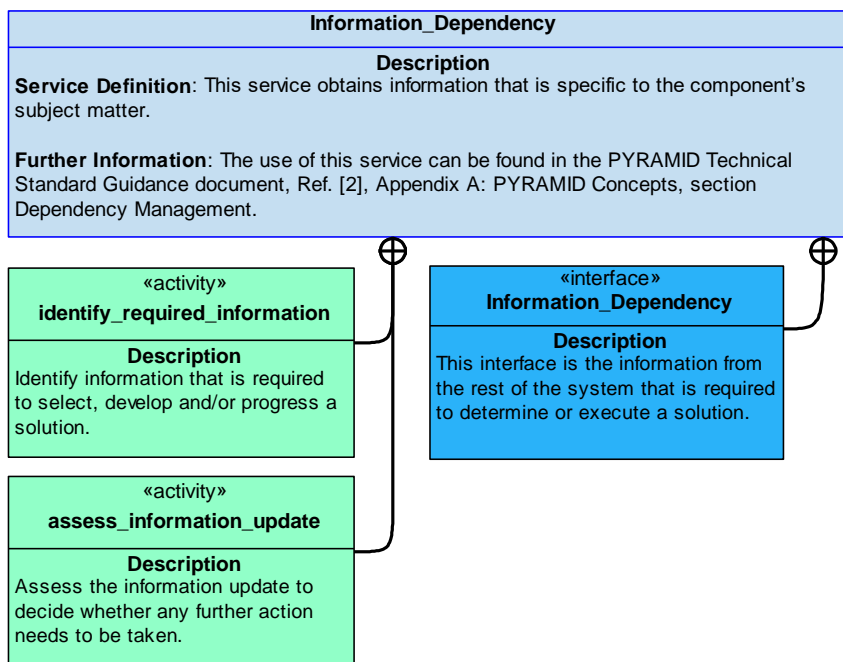 Information_Dependency
Description
Service Definition: This service obtains information that is specific to the component's
subject matter.
Further Information: The use of this service can be found in the PYRAMID Technical
Standard Guidance document, Ref. [2], Appendix A: PYRAMID Concepts, section
Dependency Management.
«activity»
identify_required_information
Description
Identify information that is required
to select, develop and/or progress a
solution.
«interface»
Information_Dependency
Description
This interface is the information from
the rest of the system that is required
to determine or execute a solution.
«activity»
assess_information_update
Description
Assess the information update to
decide whether any further action
needs to be taken.